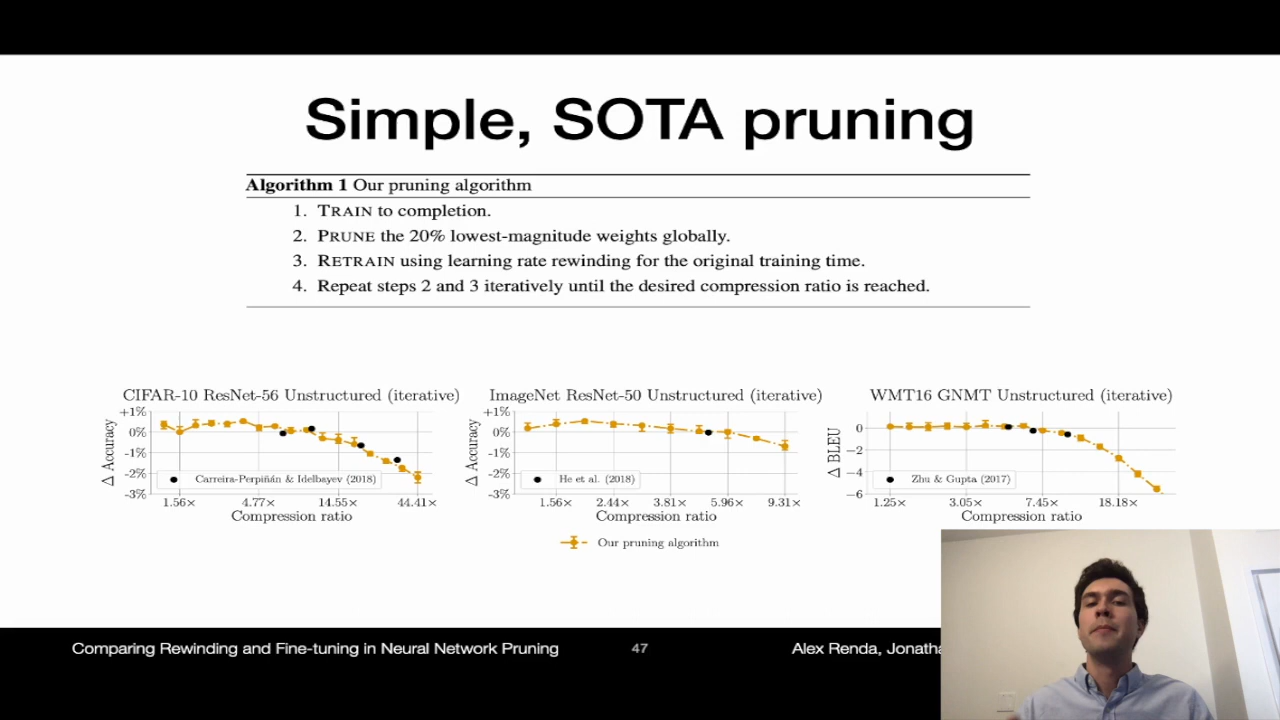 Simple, SOTA pruning
Algorithm 1 Our pruning algorithm
1. TRAIN to completion.
2. PRUNE the 20% lowest-magnitude weights globally.
3. RETRAIN using learning rate rewinding for the original training time.
4. Repeat steps 2 and 3 iteratively until the desired compression ratio is reached.
CIFAR-10 ResNet-56 Unstructured (iterative)
+1%
0%
-1%
-2%
-3%
Δ Accuracy
Carreira-Perpiñán & Idelbayev (2018)
1.56× 4.77× 14.55× 44.41×
Compression ratio
ImageNet ResNet-50 Unstructured (iterative)
+1%
0%
-1%
-2%
-3%
Δ Accuracy
He et al. (2018)
1.56× 2.44× 3.81× 5.96× 9.31×
Compression ratio
WMT16 GNMT Unstructured (iterative)
0
−2
−4
−6
Δ BLEU
Zhu & Gupta (2017)
1.25× 3.05× 7.45× 18.18×
Compression ratio
Our pruning algorithm
Comparing Rewinding and Fine-tuning in Neural Network Pruning
47
Alex Renda, Jonatha